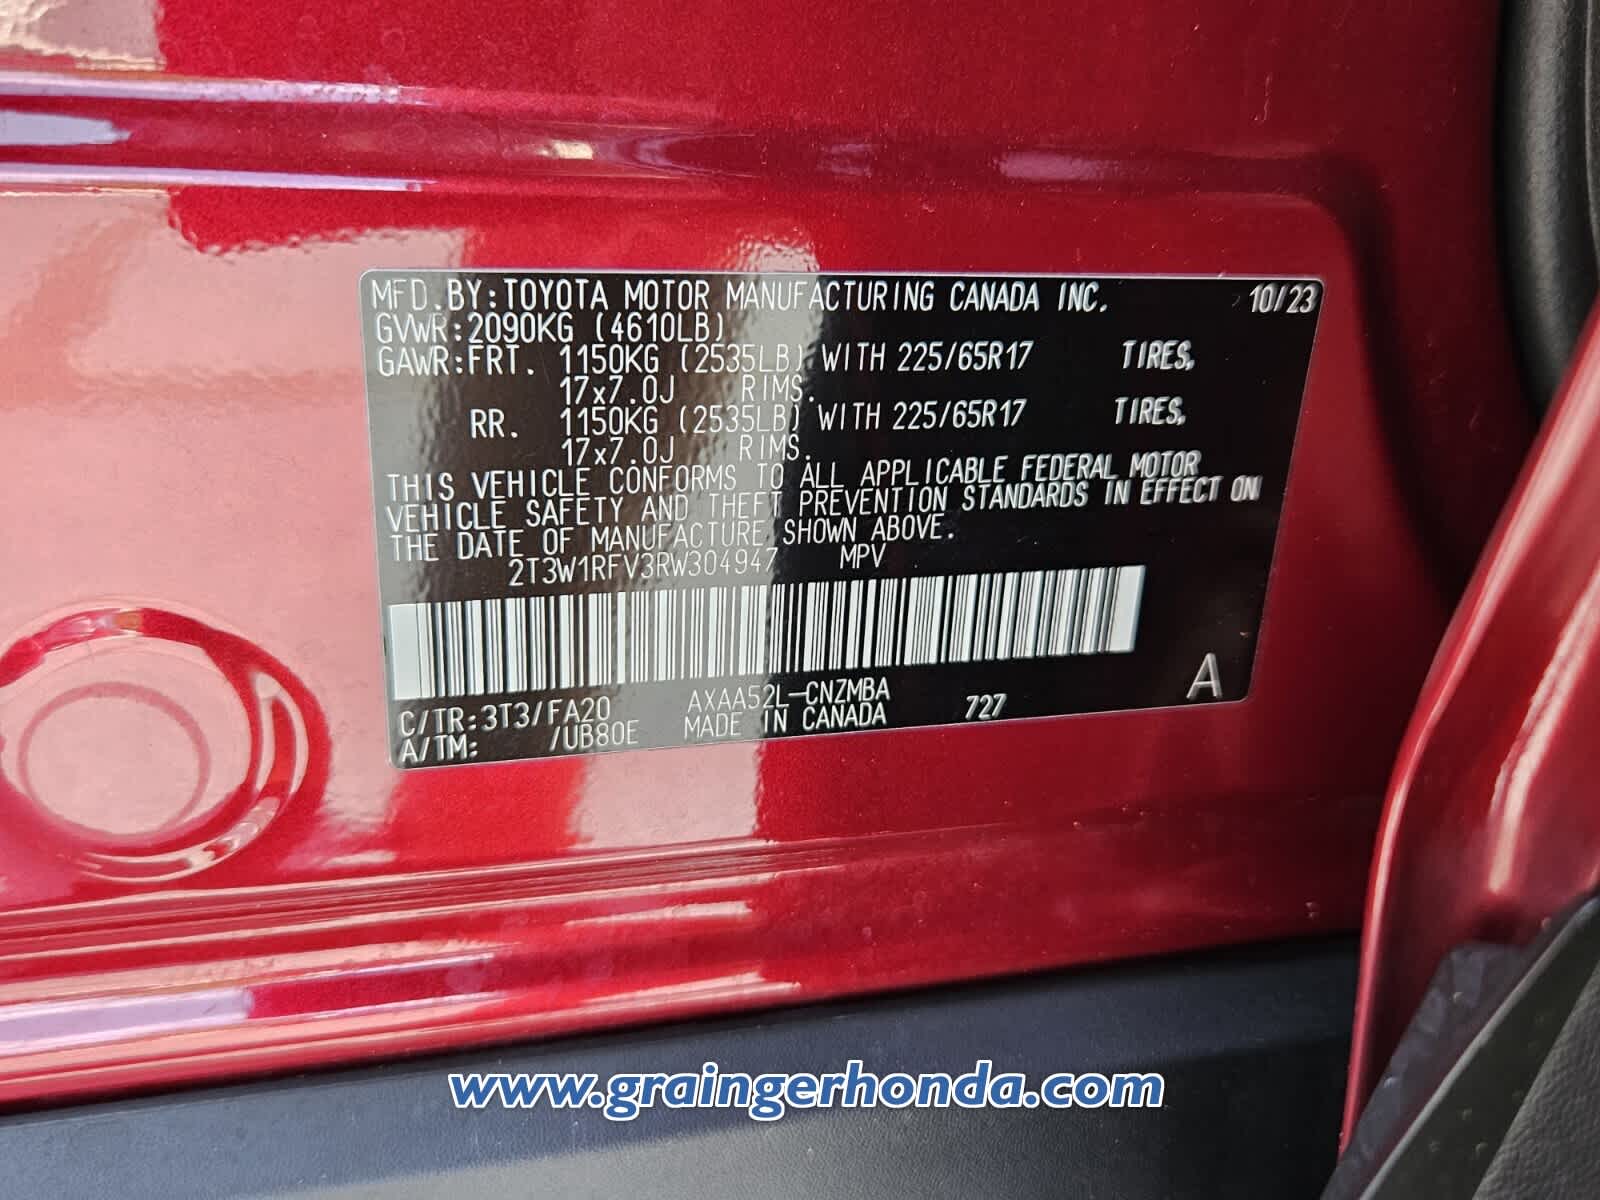 MFD.BY:TOYOTA MOTOR MANUFACTURING CANADA INC. 10/23
GVWR:2090KG (4610LB)
GAWR:FRT. 1150KG (2535LB) WITH 225/65R17 TIRES,
17x7.0J RIMS.
RR. 1150KG (2535LB) WITH 225/65R17 TIRES,
17x7.0J RIMS.
THIS VEHICLE CONFORMS TO ALL APPLICABLE FEDERAL MOTOR
VEHICLE SAFETY AND THEFT PREVENTION STANDARDS IN EFFECT ON
THE DATE OF MANUFACTURE SHOWN ABOVE.
2T3W1RFV3RW304947 MPV
A
C/TR:3T3/FA20 AXAA52L-CNZMBA 727
A/TM: /UB80E MADE IN CANADA
www.graingerhonda.com